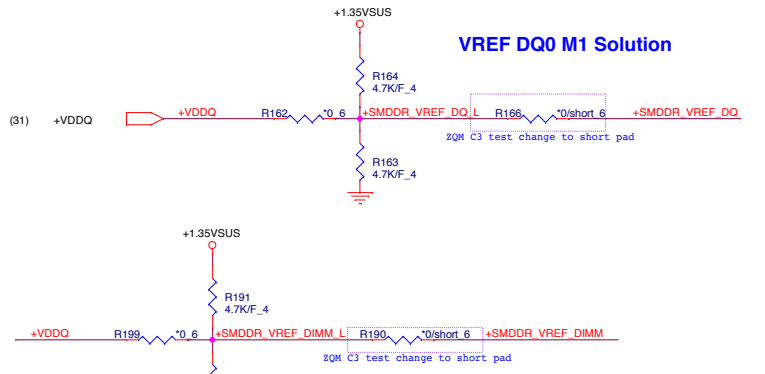 +1.35VSUS
VREF DQ0 M1 Solution
R164
4.7K/F_4
(31) +VDDQ +VDDQ R162 *0_6 +SMDDR_VREF_DQ_L R166 *0/short_6 +SMDDR_VREF_DQ
ZQM C3 test change to short pad
R163
4.7K/F_4
+1.35VSUS
R191
4.7K/F_4
+VDDQ R199 *0_6 +SMDDR_VREF_DIMM_L R190 *0/short_6 +SMDDR_VREF_DIMM
ZQM C3 test change to short pad